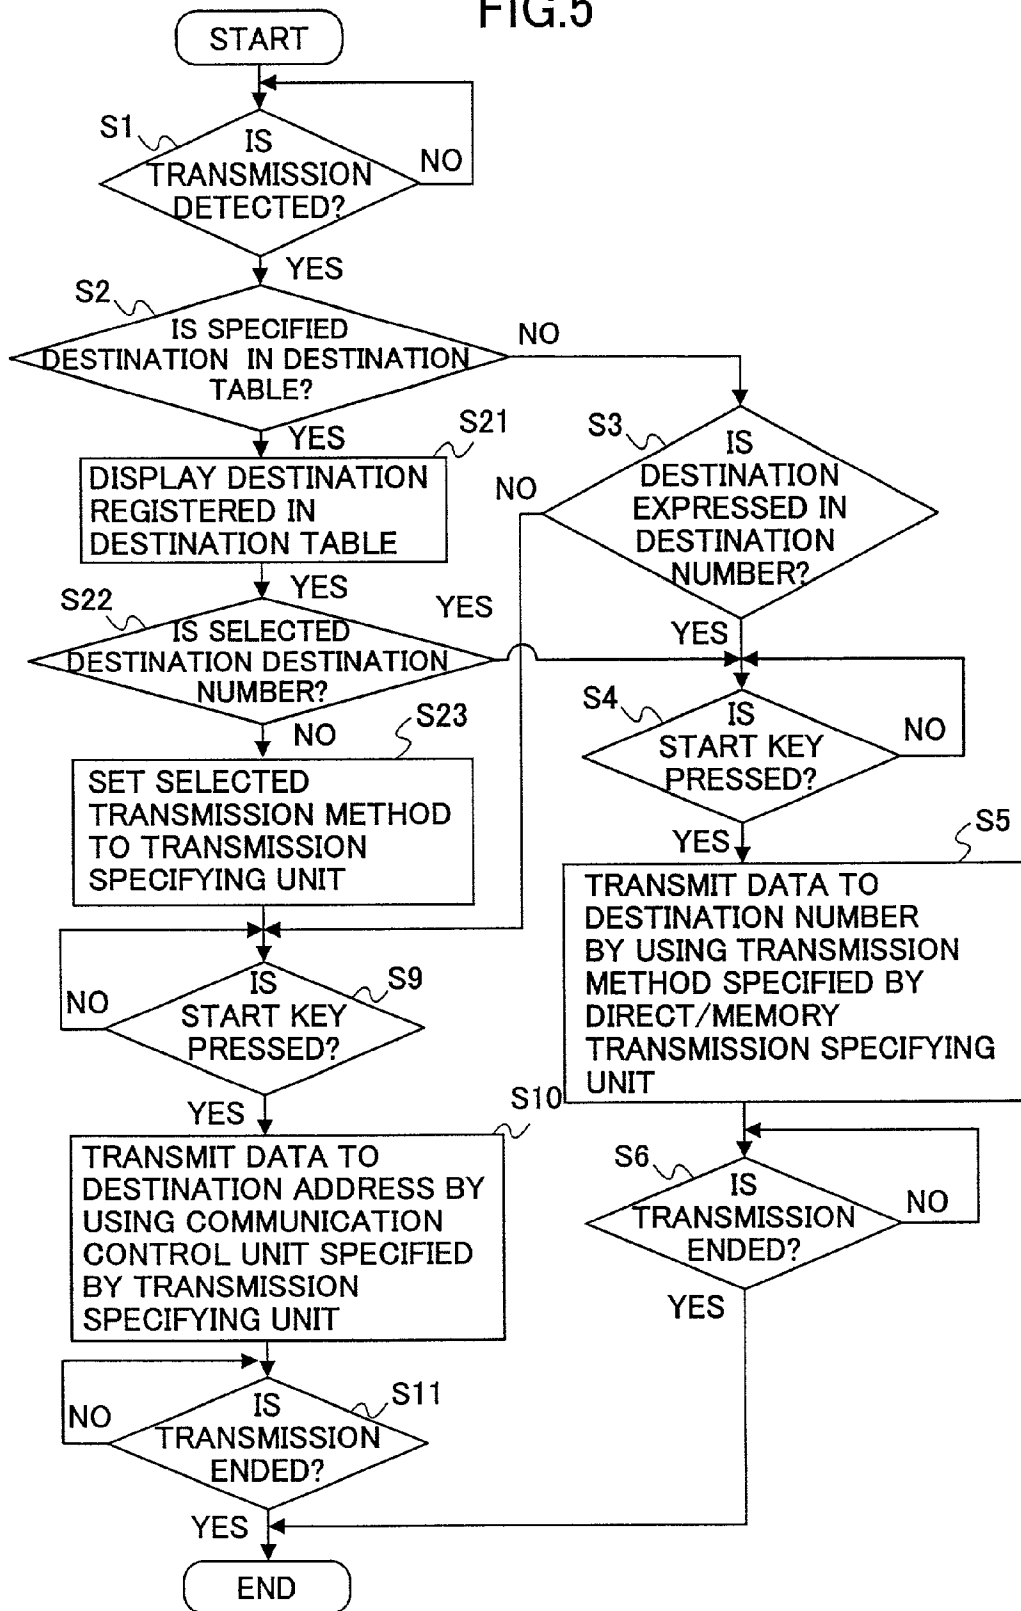 FIG.5
START
S1
IS
TRANSMISSION
DETECTED?
NO
YES
S2
IS SPECIFIED
DESTINATION IN DESTINATION
TABLE?
NO
YES
S21
DISPLAY DESTINATION
REGISTERED IN
DESTINATION TABLE
YES
S22
IS SELECTED
DESTINATION DESTINATION
NUMBER?
YES
NO
S23
SET SELECTED
TRANSMISSION METHOD
TO TRANSMISSION
SPECIFYING UNIT
S9
IS
START KEY
PRESSED?
NO
YES
S10
TRANSMIT DATA TO
DESTINATION ADDRESS BY
USING COMMUNICATION
CONTROL UNIT SPECIFIED
BY TRANSMISSION
SPECIFYING UNIT
S11
IS
TRANSMISSION
ENDED?
NO
YES
S3
IS
DESTINATION
EXPRESSED IN
DESTINATION
NUMBER?
NO
YES
S4
IS
START KEY
PRESSED?
NO
YES
S5
TRANSMIT DATA TO
DESTINATION NUMBER
BY USING TRANSMISSION
METHOD SPECIFIED BY
DIRECT/MEMORY
TRANSMISSION SPECIFYING
UNIT
S6
IS
TRANSMISSION
ENDED?
NO
YES
END